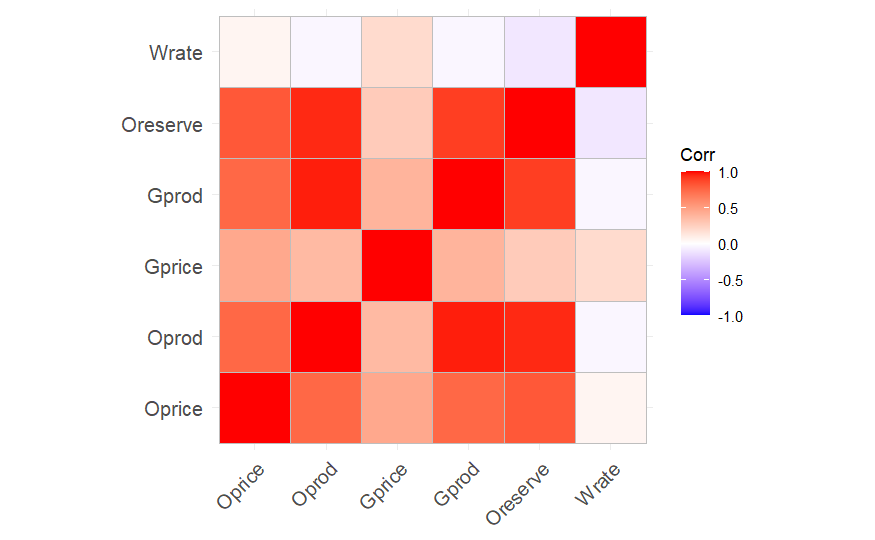 Wrate
Oreserve
Gprod
Gprice
Oprod
Oprice
Oprice
Oprod
Gprice
Gprod
Oreserve
Wrate
Corr
1.0
0.5
0.0
-0.5
-1.0